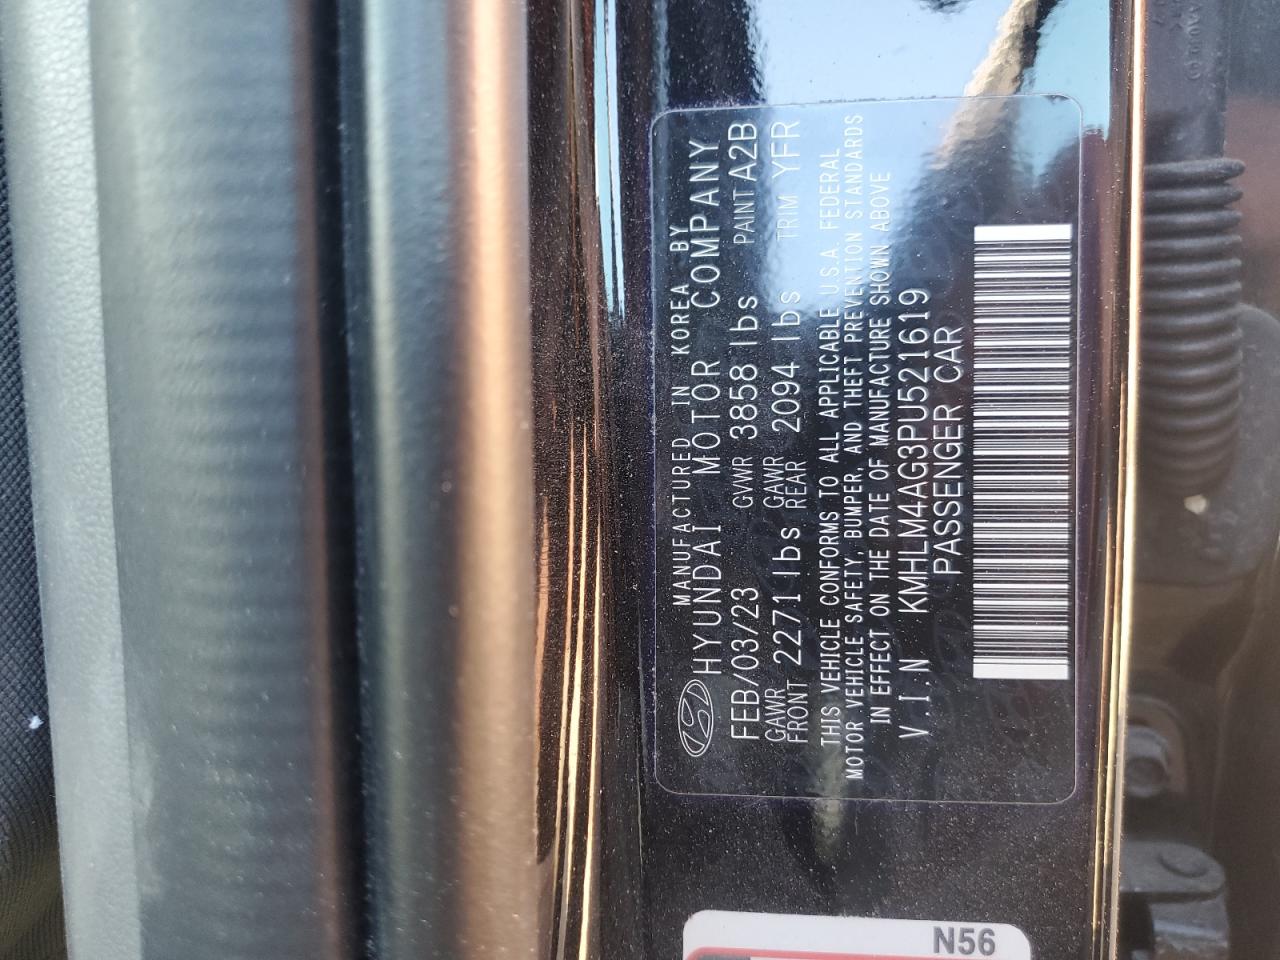 MANUFACTURED IN KOREA BY
HYUNDAI MOTOR COMPANY
FEB/03/23 GVWR 3858 lbs PAINT A2B
GAWR FRONT 2271 lbs GAWR REAR 2094 lbs TRIM YFR
THIS VEHICLE CONFORMS TO ALL APPLICABLE U.S.A. FEDERAL
MOTOR VEHICLE SAFETY, BUMPER, AND THEFT PREVENTION STANDARDS
IN EFFECT ON THE DATE OF MANUFACTURE SHOWN ABOVE
V.I.N KMHLM4AG3PU521619
PASSENGER CAR
N56